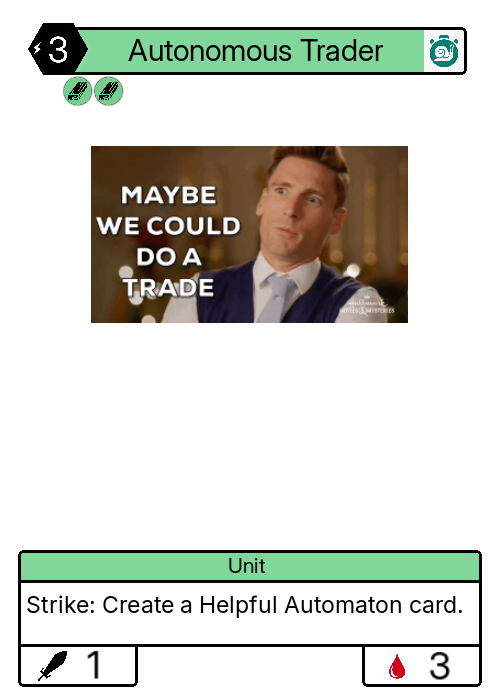 3
Autonomous Trader
MAYBE
WE COULD
DO A
TRADE
Hallmark
MOVIES & MYSTERIES
Unit
Strike: Create a Helpful Automaton card.
1
3